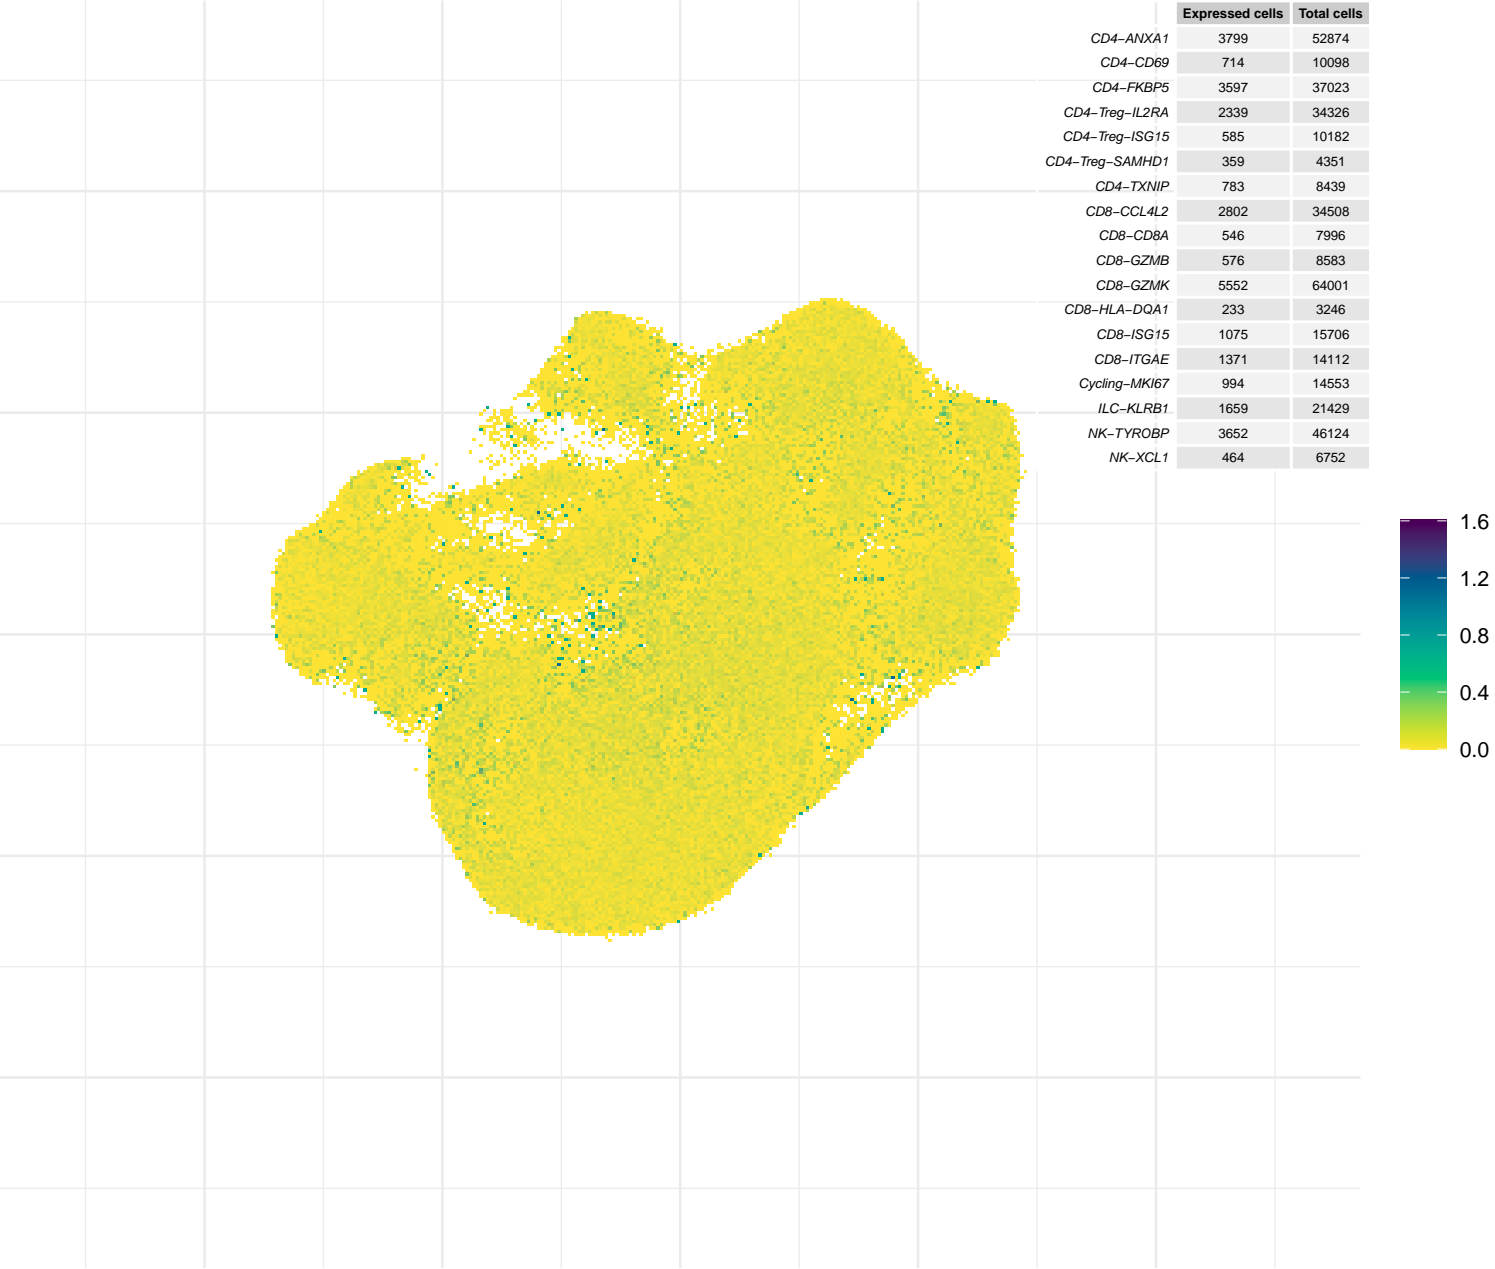 Expressed cells Total cells
CD4−ANXA1 3799 52874
CD4−CD69 714 10098
CD4−FKBP5 3597 37023
CD4−Treg−IL2RA 2339 34326
CD4−Treg−ISG15 585 10182
CD4−Treg−SAMHD1 359 4351
CD4−TXNIP 783 8439
CD8−CCL4L2 2802 34508
CD8−CD8A 546 7996
CD8−GZMB 576 8583
CD8−GZMK 5552 64001
CD8−HLA−DQA1 233 3246
CD8−ISG15 1075 15706
CD8−ITGAE 1371 14112
Cycling−MKI67 994 14553
ILC−KLRB1 1659 21429
NK−TYROBP 3652 46124
NK−XCL1 464 6752
1.6
1.2
0.8
0.4
0.0